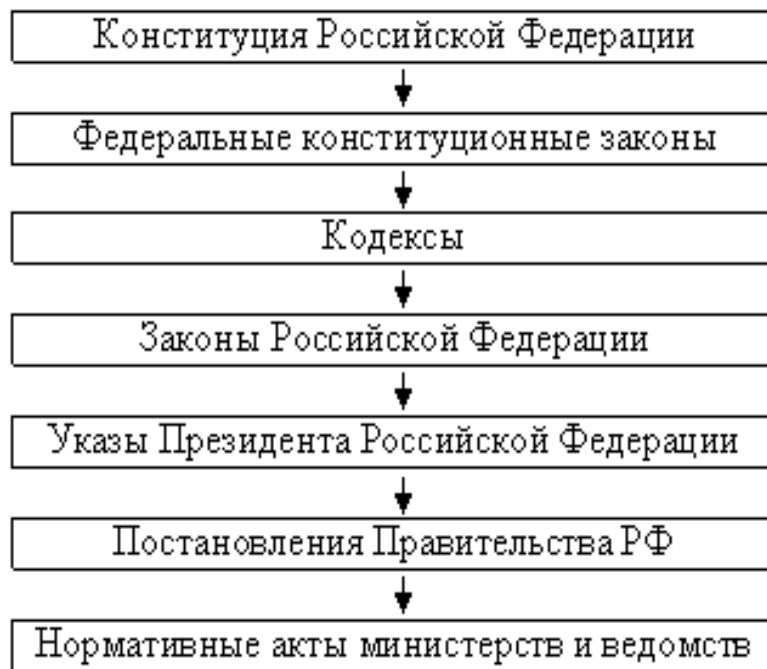 Конституция Российской Федерации
Федеральные конституционные законы
Кодексы
Законы Российской Федерации
Указы Президента Российской Федерации
Постановления Правительства РФ
Нормативные акты министерств и ведомств